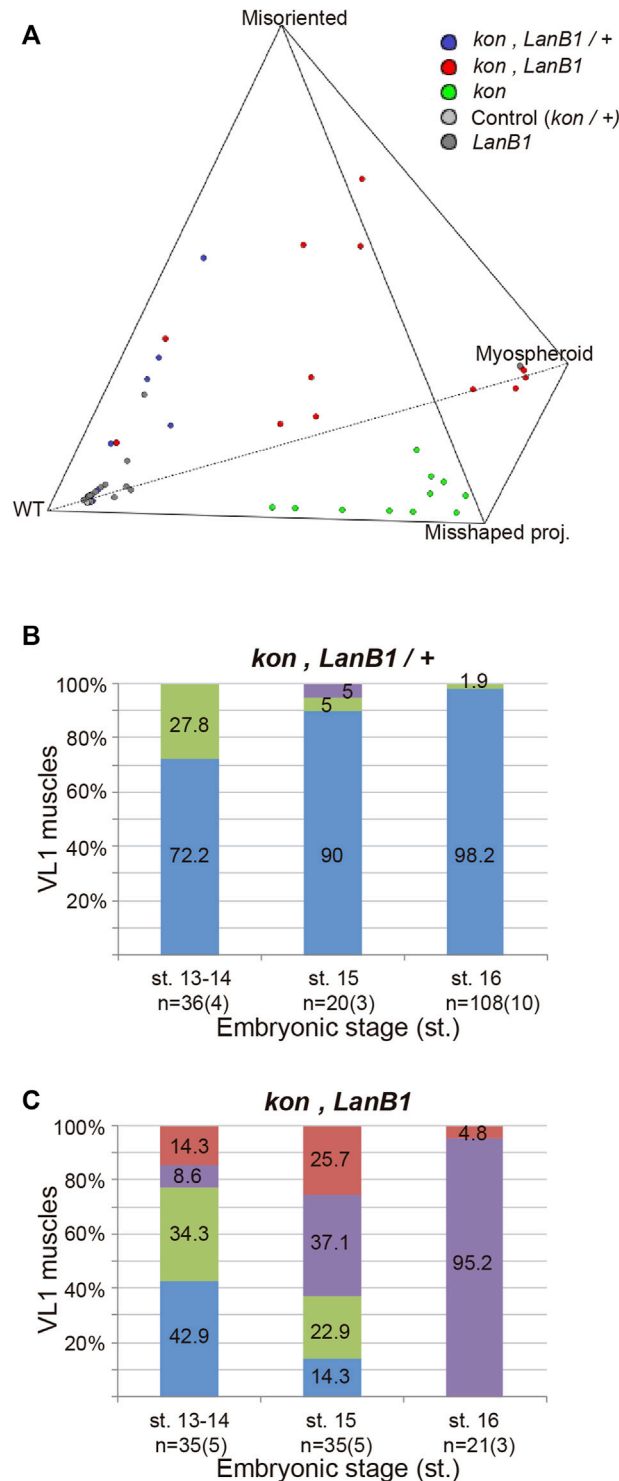 A
Misoriented
kon , LanB1 / +
kon , LanB1
kon
Control (kon / +)
LanB1
Myospheroid
WT
Misshaped proj.
B
kon , LanB1 / +
100%
80%
60%
40%
20%
VL1 muscles
27.8
72.2
5
5
90
1.9
98.2
st. 13-14
n=36(4)
st. 15
n=20(3)
st. 16
n=108(10)
Embryonic stage (st.)
C
kon , LanB1
100%
80%
60%
40%
20%
VL1 muscles
14.3
8.6
34.3
42.9
25.7
37.1
22.9
14.3
4.8
95.2
st. 13-14
n=35(5)
st. 15
n=35(5)
st. 16
n=21(3)
Embryonic stage (st.)